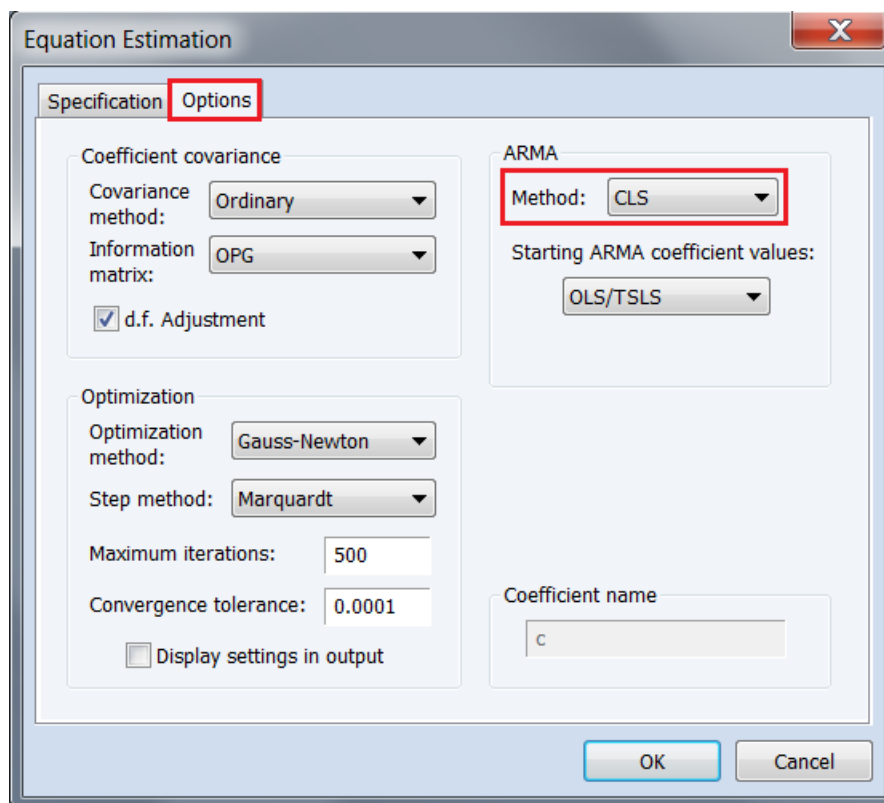 Equation Estimation
X
Specification
Options
Coefficient covariance
Covariance
method:
Ordinary
Information
matrix:
OPG
d.f. Adjustment
Optimization
Optimization
method:
Gauss-Newton
Step method:
Marquardt
Maximum iterations:
500
Convergence tolerance:
0.0001
Display settings in output
ARMA
Method:
CLS
Starting ARMA coefficient values:
OLS/TSLS
Coefficient name
c
OK
Cancel